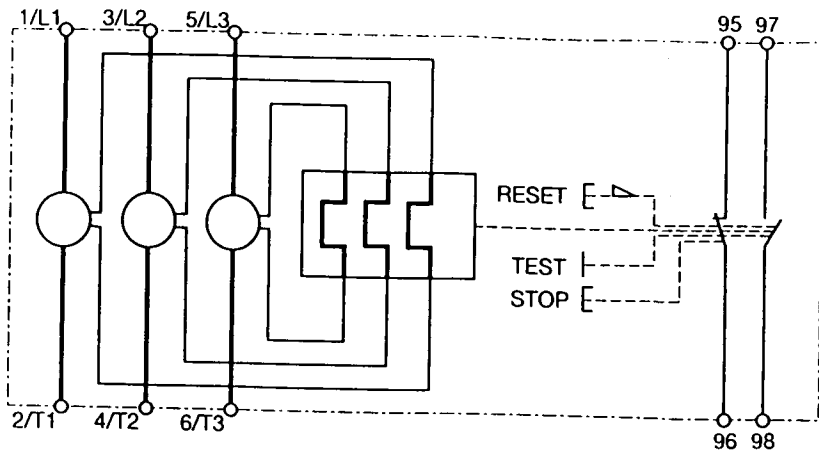 1/L1 3/L2 5/L3 95 97
RESET
TEST
STOP
2/T1 4/T2 6/T3 96 98